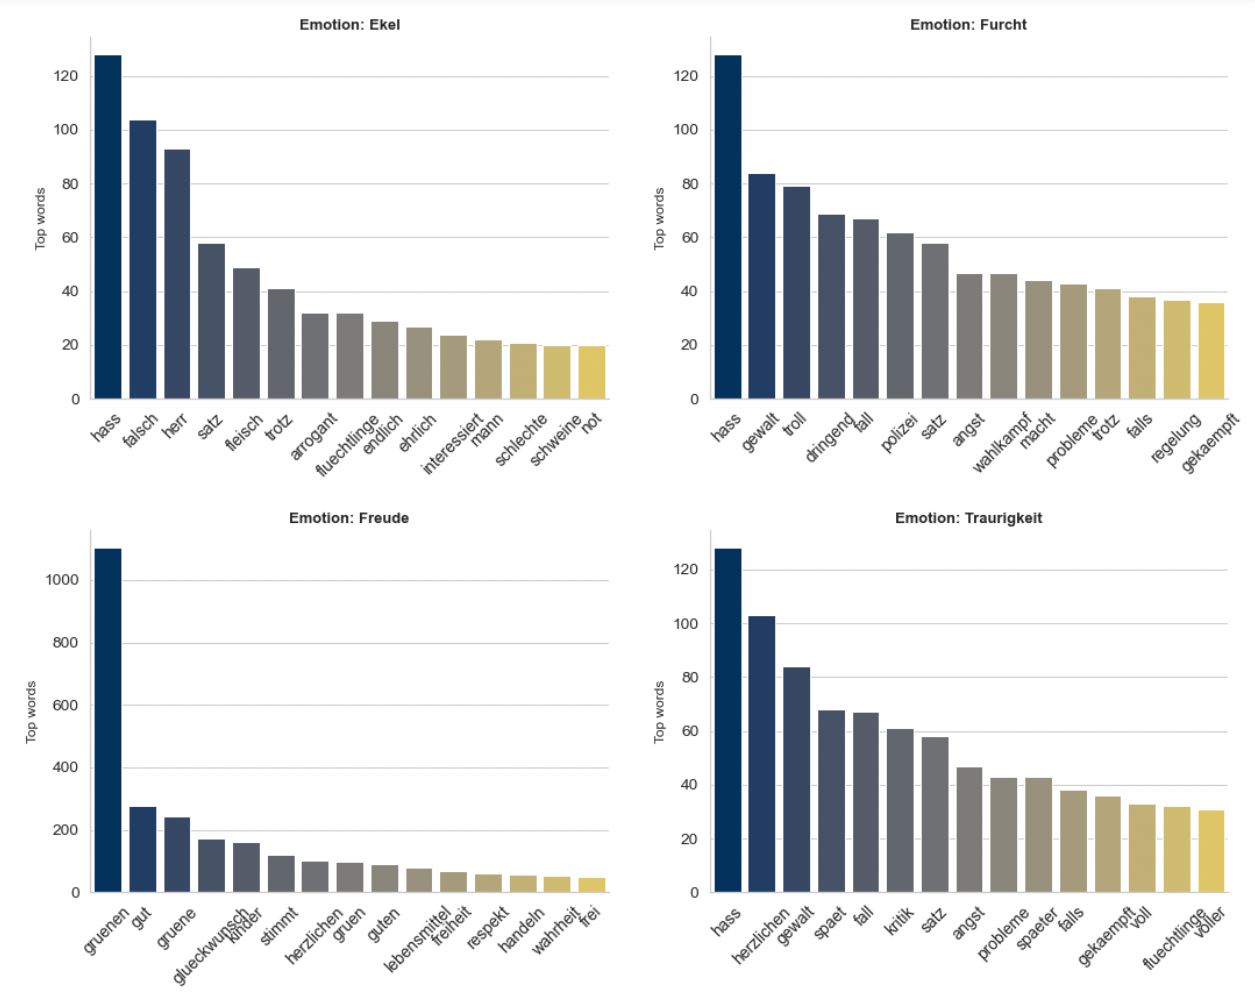 Emotion: Ekel
Top words
120
100
80
60
40
20
0
hass falsch herr satz fleisch trotz arrogant fluechtlinge endlich ehrlich interessiert mann schlechte schweine not
Emotion: Furcht
Top words
120
100
80
60
40
20
0
hass gewalt troll dringend fall polizei satz angst wahlkampf macht probleme trotz falls regelung gekaempft
Emotion: Freude
Top words
1000
800
600
400
200
0
gruenen gut gruene glueckwunsch kinder stimmt herzlichen gruen guten lebensmittel freiheit respekt handeln wahrheit frei
Emotion: Traurigkeit
Top words
120
100
80
60
40
20
0
hass herzlichen gewalt spaet fall kritik satz angst probleme spaeter falls gekaempft voll fluechtlinge voller